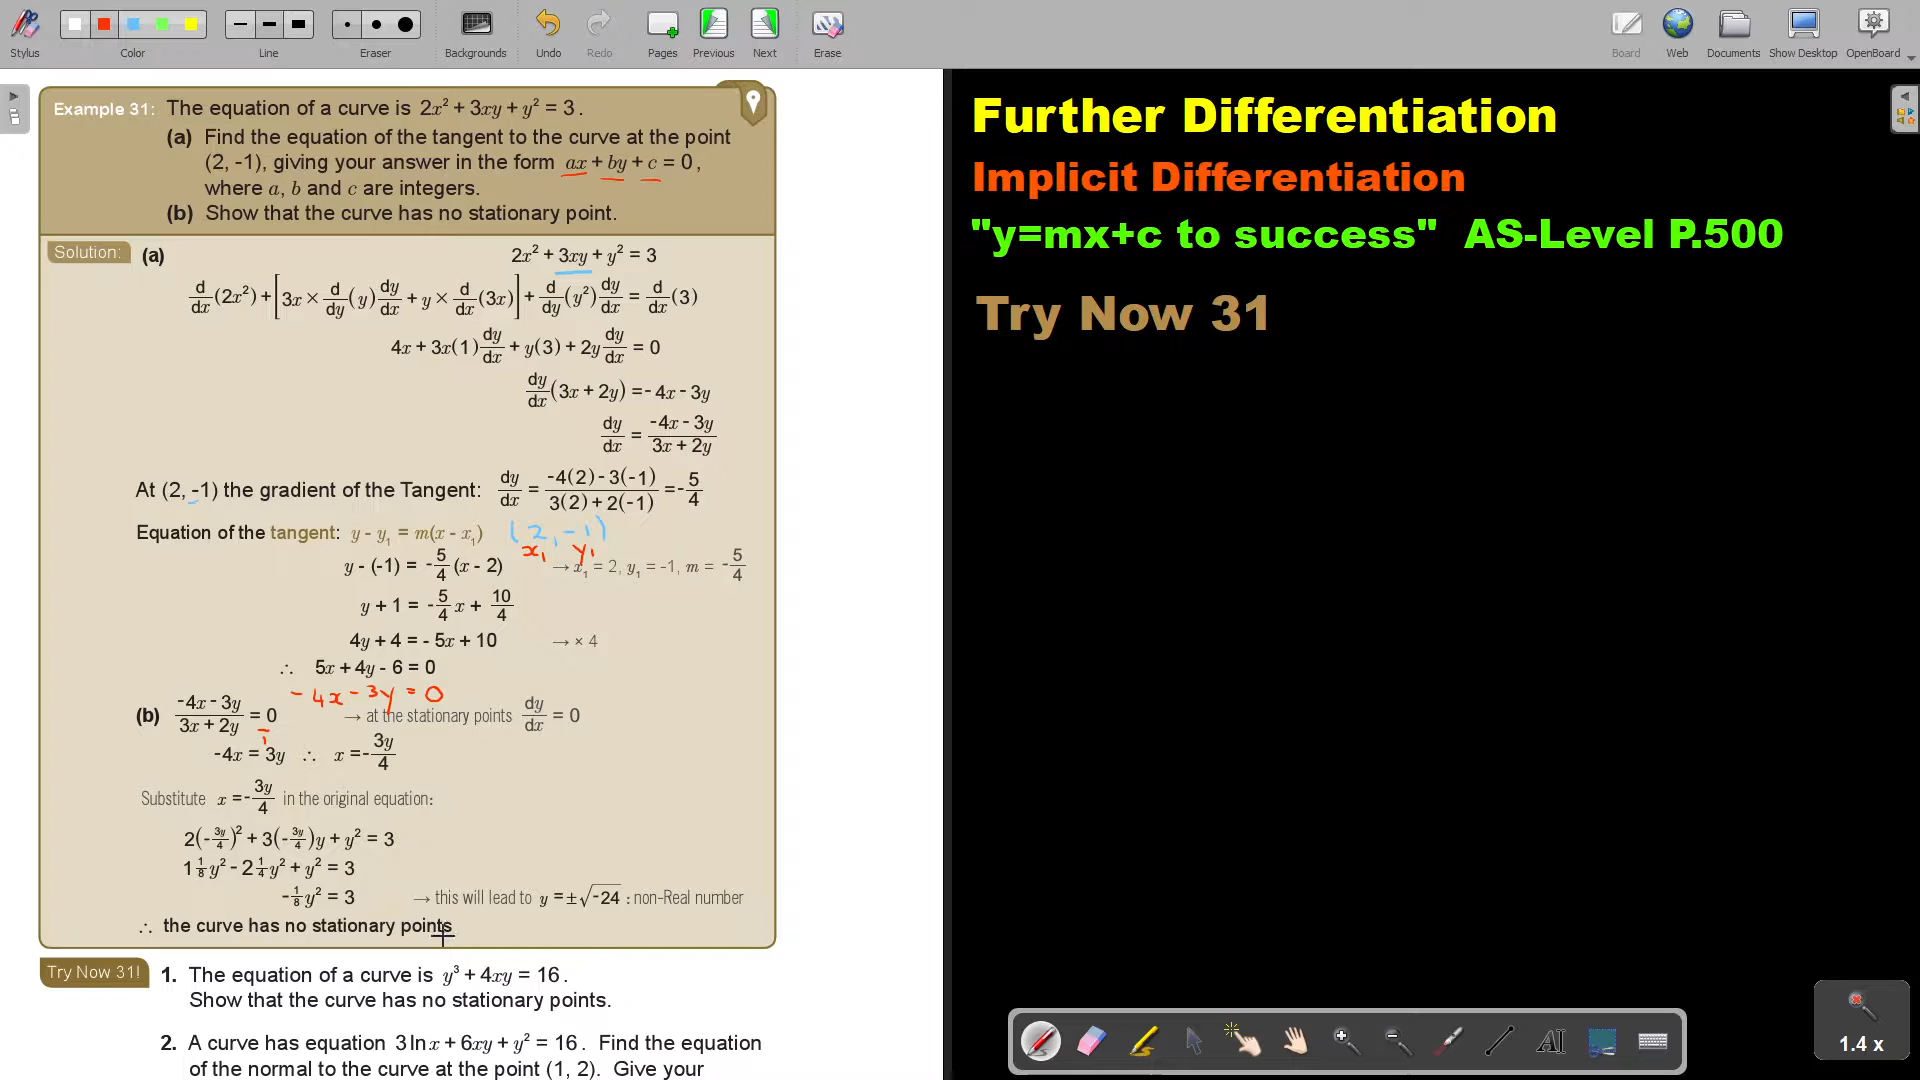 Stylus
Color
Line
Eraser
Backgrounds
Undo
Redo
Pages
Previous
Next
Erase
Board
Web
Documents
Show Desktop
OpenBoard
Example 31: The equation of a curve is 2x² + 3xy + y² = 3.
(a) Find the equation of the tangent to the curve at the point
(2, -1), giving your answer in the form ax + by + c = 0,
where a, b and c are integers.
(b) Show that the curve has no stationary point.
Solution: (a) 2x² + 3xy + y² = 3
d/dx(2x²) + [3x × d/dy(y) dy/dx + y × d/dx(3x)] + d/dy(y²) dy/dx = d/dx(3)
4x + 3x(1) dy/dx + y(3) + 2y dy/dx = 0
dy/dx(3x + 2y) = - 4x - 3y
dy/dx = (-4x - 3y)/(3x + 2y)
At (2, -1) the gradient of the Tangent: dy/dx = (-4(2) - 3(-1))/(3(2) + 2(-1)) = -5/4
Equation of the tangent: y - y₁ = m(x - x₁) (2, -1)
x₁ y₁
y - (-1) = -5/4 (x - 2) → x₁ = 2, y₁ = -1, m = -5/4
y + 1 = -5/4 x + 10/4
4y + 4 = - 5x + 10 → × 4
∴ 5x + 4y - 6 = 0
- 4x - 3y = 0
(b) (-4x - 3y)/(3x + 2y) = 0 → at the stationary points dy/dx = 0
1
-4x = 3y ∴ x = -3y/4
Substitute x = -3y/4 in the original equation:
2(-3y/4)² + 3(-3y/4)y + y² = 3
1 1/8 y² - 2 1/4 y² + y² = 3
-1/8 y² = 3 → this will lead to y = ±√-24 : non-Real number
∴ the curve has no stationary points
Try Now 31! 1. The equation of a curve is y³ + 4xy = 16.
Show that the curve has no stationary points.
2. A curve has equation 3 ln x + 6xy + y² = 16. Find the equation
of the normal to the curve at the point (1, 2). Give your
Further Differentiation
Implicit Differentiation
"y=mx+c to success" AS-Level P.500
Try Now 31
AI
1.4 x